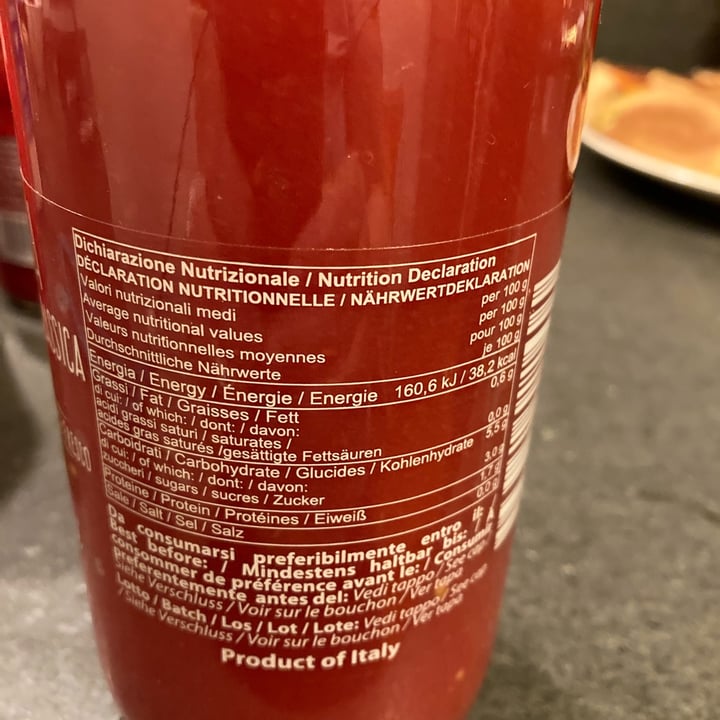 Dichiarazione Nutrizionale / Nutrition Declaration
DÉCLARATION NUTRITIONNELLE / NÄHRWERTDEKLARATION
Valori nutrizionali medi per 100 g
Average nutritional values per 100 g
Valeurs nutritionnelles moyennes pour 100 g
Durchschnittliche Nährwerte je 100 g
Energia / Energy / Énergie / Energie 160,6 kJ / 38,2 kcal
Grassi / Fat / Graisses / Fett 0,6 g
di cui: / of which: / dont: / davon:
acidi grassi saturi / saturates /
acides gras saturés /gesättigte Fettsäuren 0,0 g
Carboidrati / Carbohydrate / Glucides / Kohlenhydrate 5,5 g
di cui: / of which: / dont: / davon:
zuccheri / sugars / sucres / Zucker 3,0 g
Proteine / Protein / Protéines / Eiweiß 1,7 g
Sale / Salt / Sel / Salz 0,0 g
Da consumarsi preferibilmente entro il: /
Best before: / Mindestens haltbar bis: / À
consommer de préférence avant le: / Consumir
preferentemente antes del: Vedi tappo / See cap
/Siehe Verschluss / Voir sur le bouchon / Ver tapa
Lotto / Batch / Los / Lot / Lote: Vedi tappo / See cap
/Siehe Verschluss / Voir sur le bouchon / Ver tapa
Product of Italy